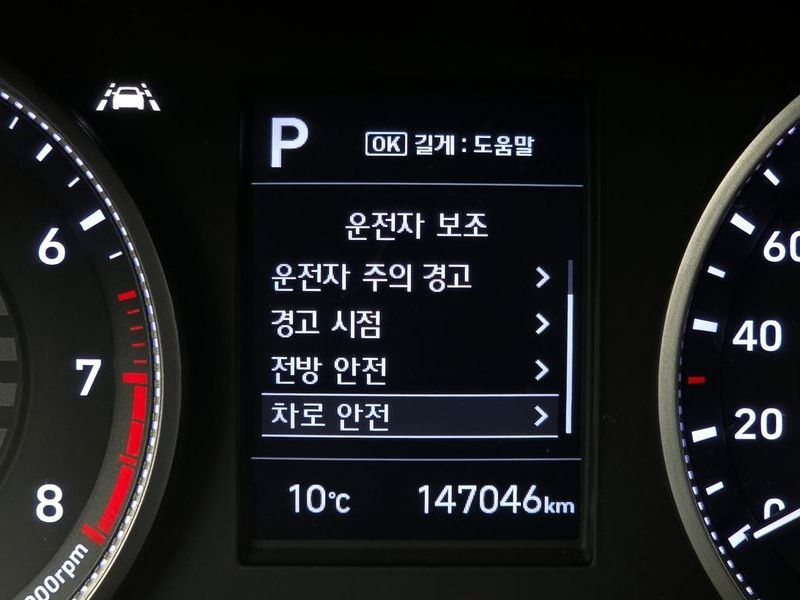 P
OK 길게 : 도움말
운전자 보조
운전자 주의 경고
경고 시점
전방 안전
차로 안전
10℃ 147046km
6
7
8
000rpm
60
40
20
0